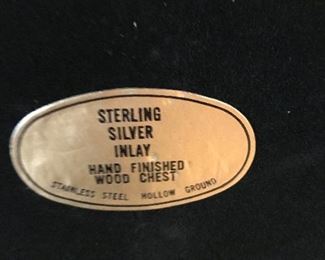 STERLING
SILVER
INLAY
HAND FINISHED
WOOD CHEST
STAINLESS STEEL HOLLOW GROUND